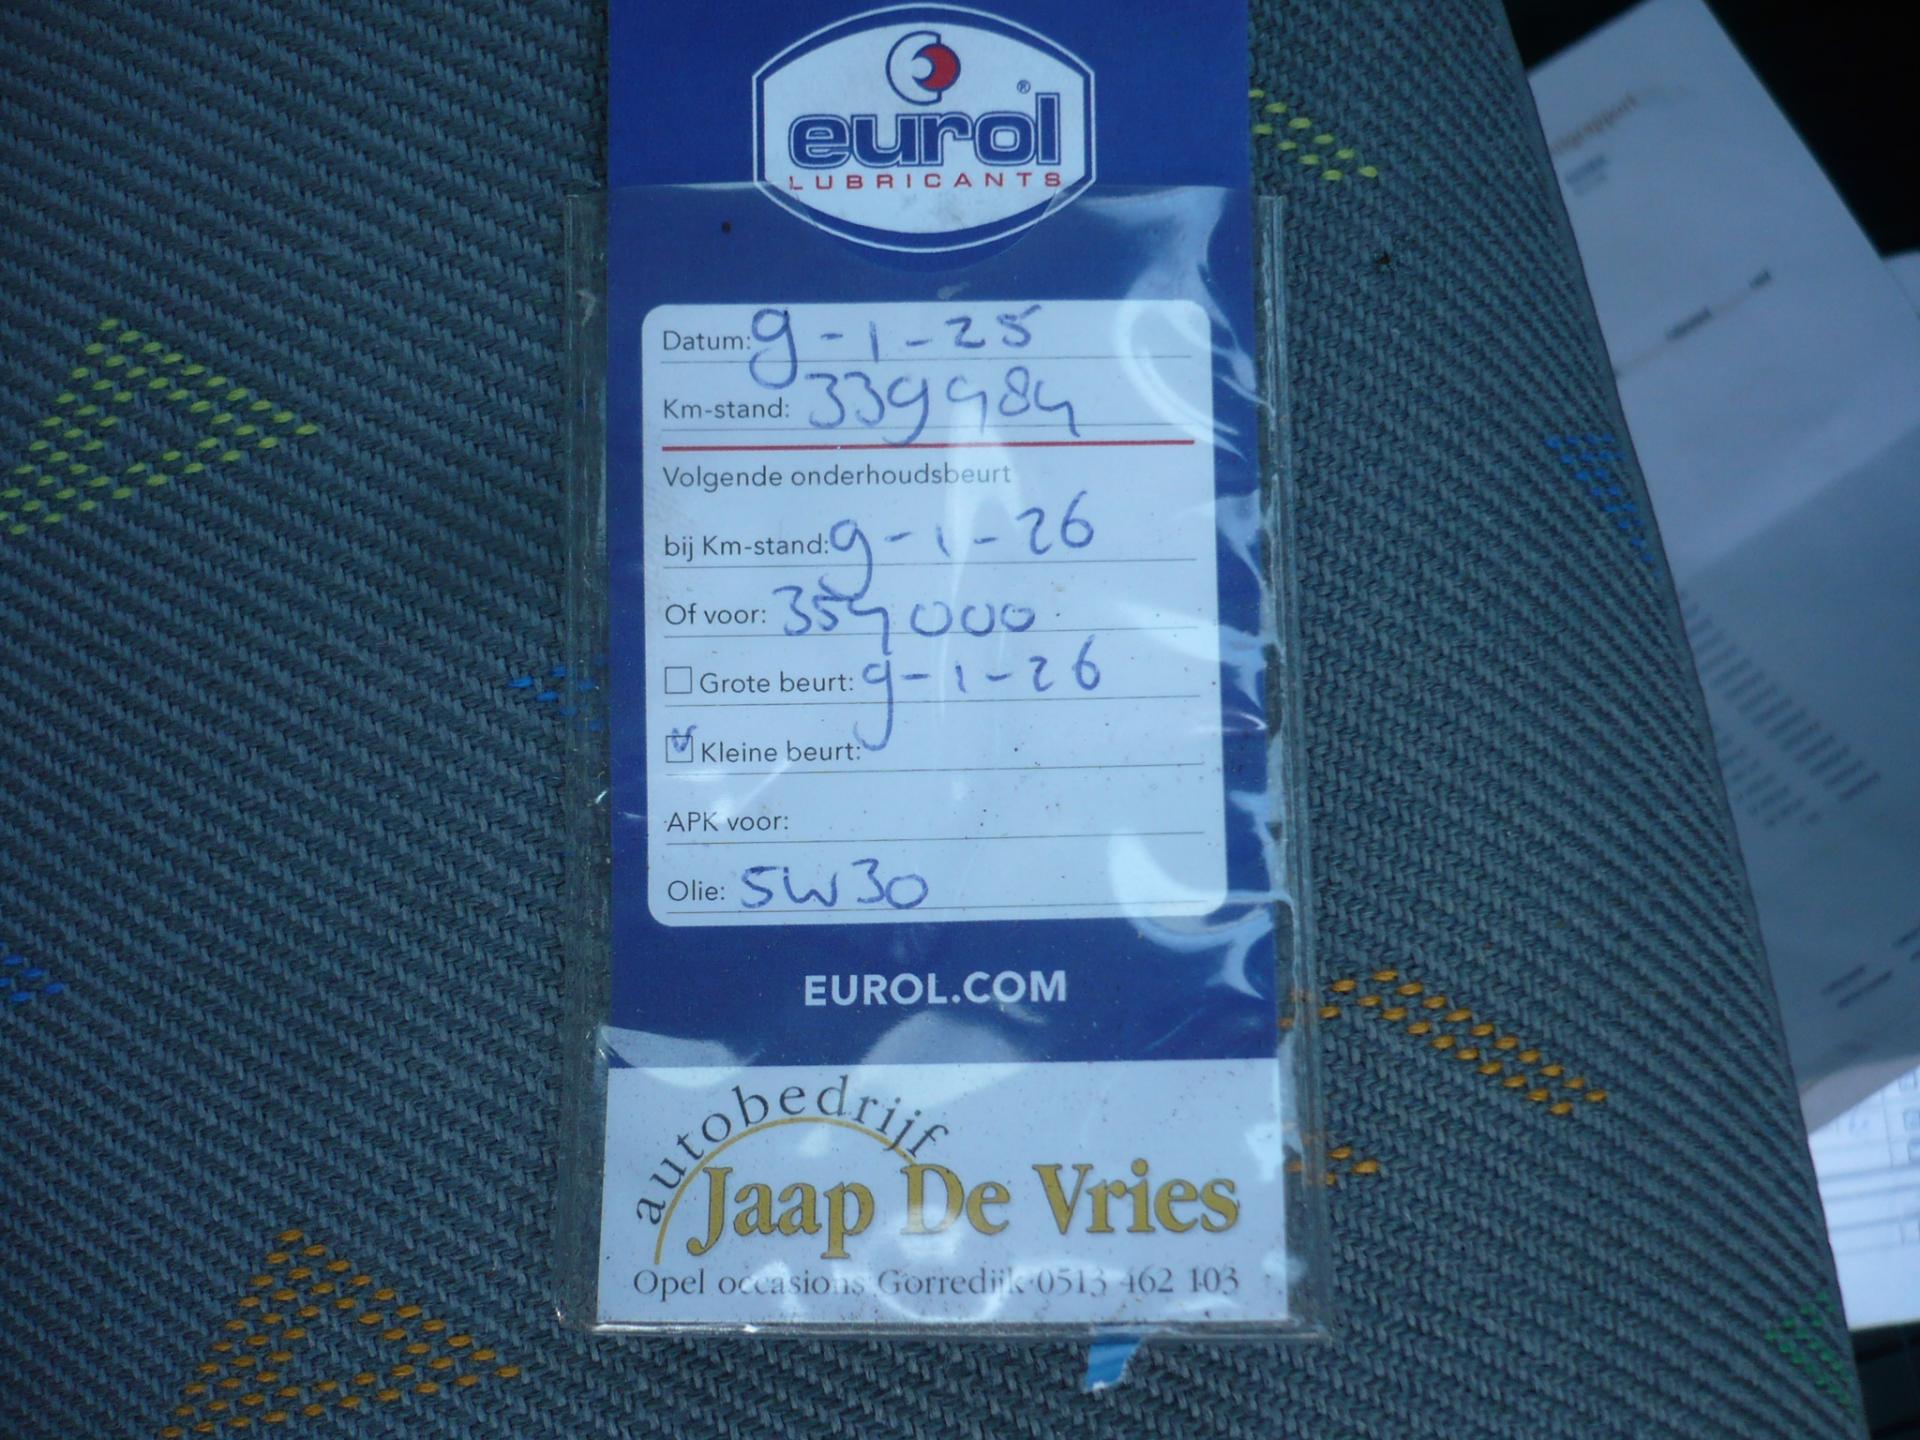 eurol®
LUBRICANTS
Datum: 9-1-25
Km-stand: 339984
Volgende onderhoudsbeurt
bij Km-stand: 9-1-26
Of voor: 354000
☐ Grote beurt: 9-1-26
☑ Kleine beurt:
APK voor:
Olie: 5W30
EUROL.COM
autobedrijf
Jaap De Vries
Opel occasions Gorredijk 0513 462 103